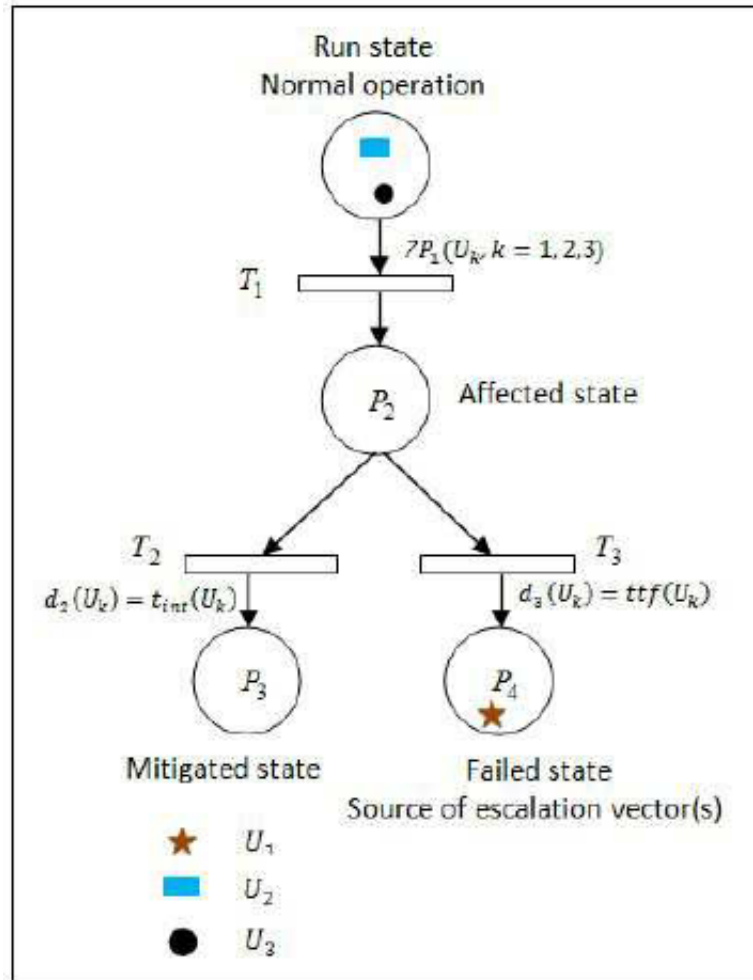 Run state
Normal operation
?P₁(Uₖ, k = 1, 2, 3)
T₁
P₂
Affected state
T₂
T₃
d₂(Uₖ) = tᵢₙₜ(Uₖ)
d₃(Uₖ) = ttf(Uₖ)
P₃
P₄
Mitigated state
Failed state
Source of escalation vector(s)
U₁
U₂
U₃